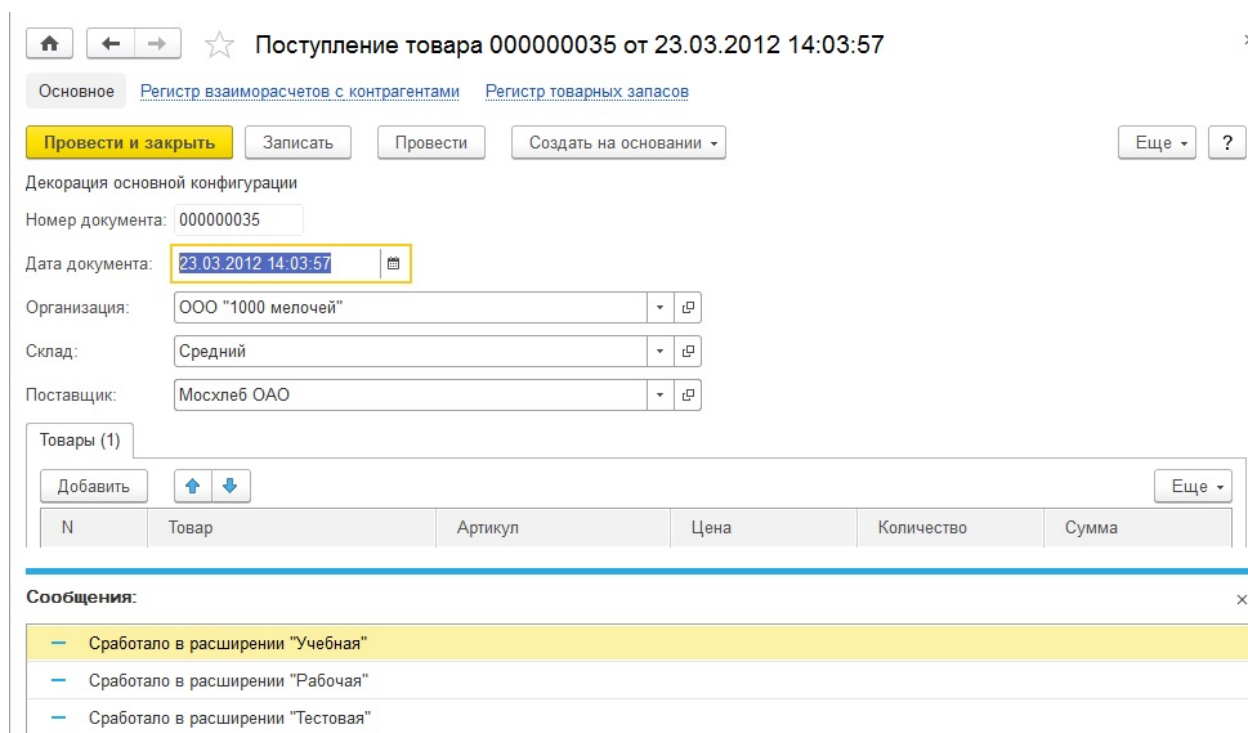 Поступление товара 000000035 от 23.03.2012 14:03:57
Основное Регистр взаиморасчетов с контрагентами Регистр товарных запасов
Провести и закрыть Записать Провести Создать на основании Еще ?
Декорация основной конфигурации
Номер документа: 000000035
Дата документа: 23.03.2012 14:03:57
Организация: ООО "1000 мелочей"
Склад: Средний
Поставщик: Мосхлеб ОАО
Товары (1)
Добавить Еще
N Товар Артикул Цена Количество Сумма
Сообщения:
Сработало в расширении "Учебная"
Сработало в расширении "Рабочая"
Сработало в расширении "Тестовая"